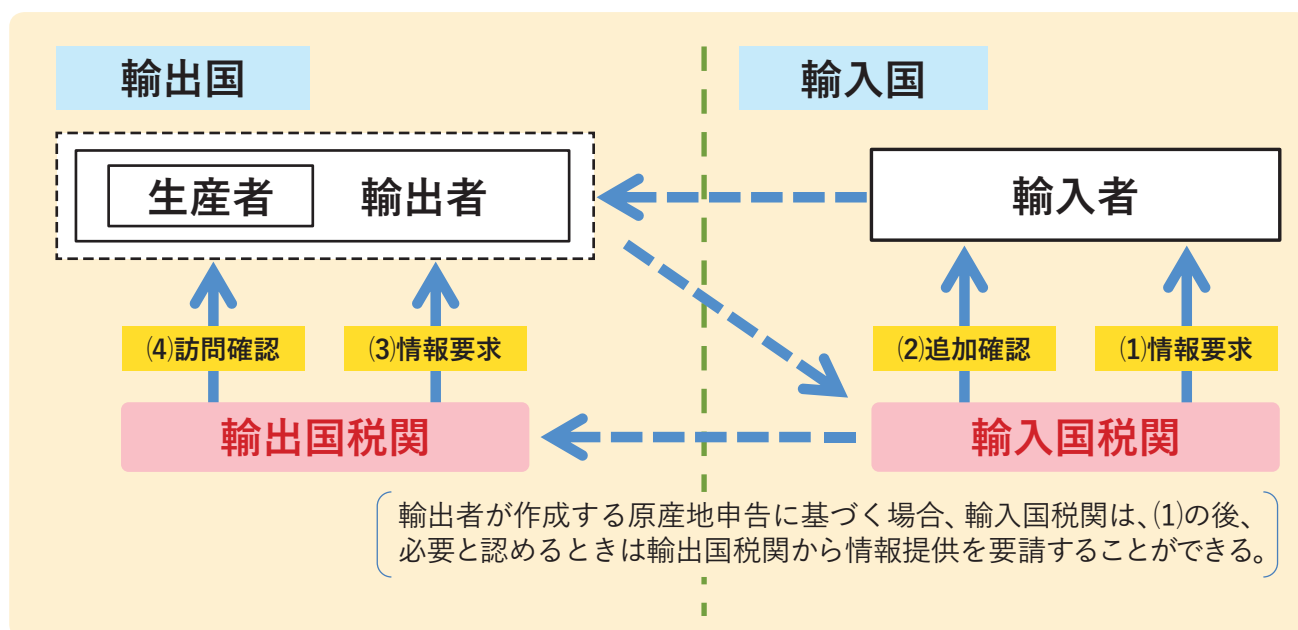 輸出国
輸入国
生産者
輸出者
輸入者
⑷訪問確認
⑶情報要求
⑵追加確認
⑴情報要求
輸出国税関
輸入国税関
輸出者が作成する原産地申告に基づく場合、輸入国税関は、⑴の後、
必要と認めるときは輸出国税関から情報提供を要請することができる。